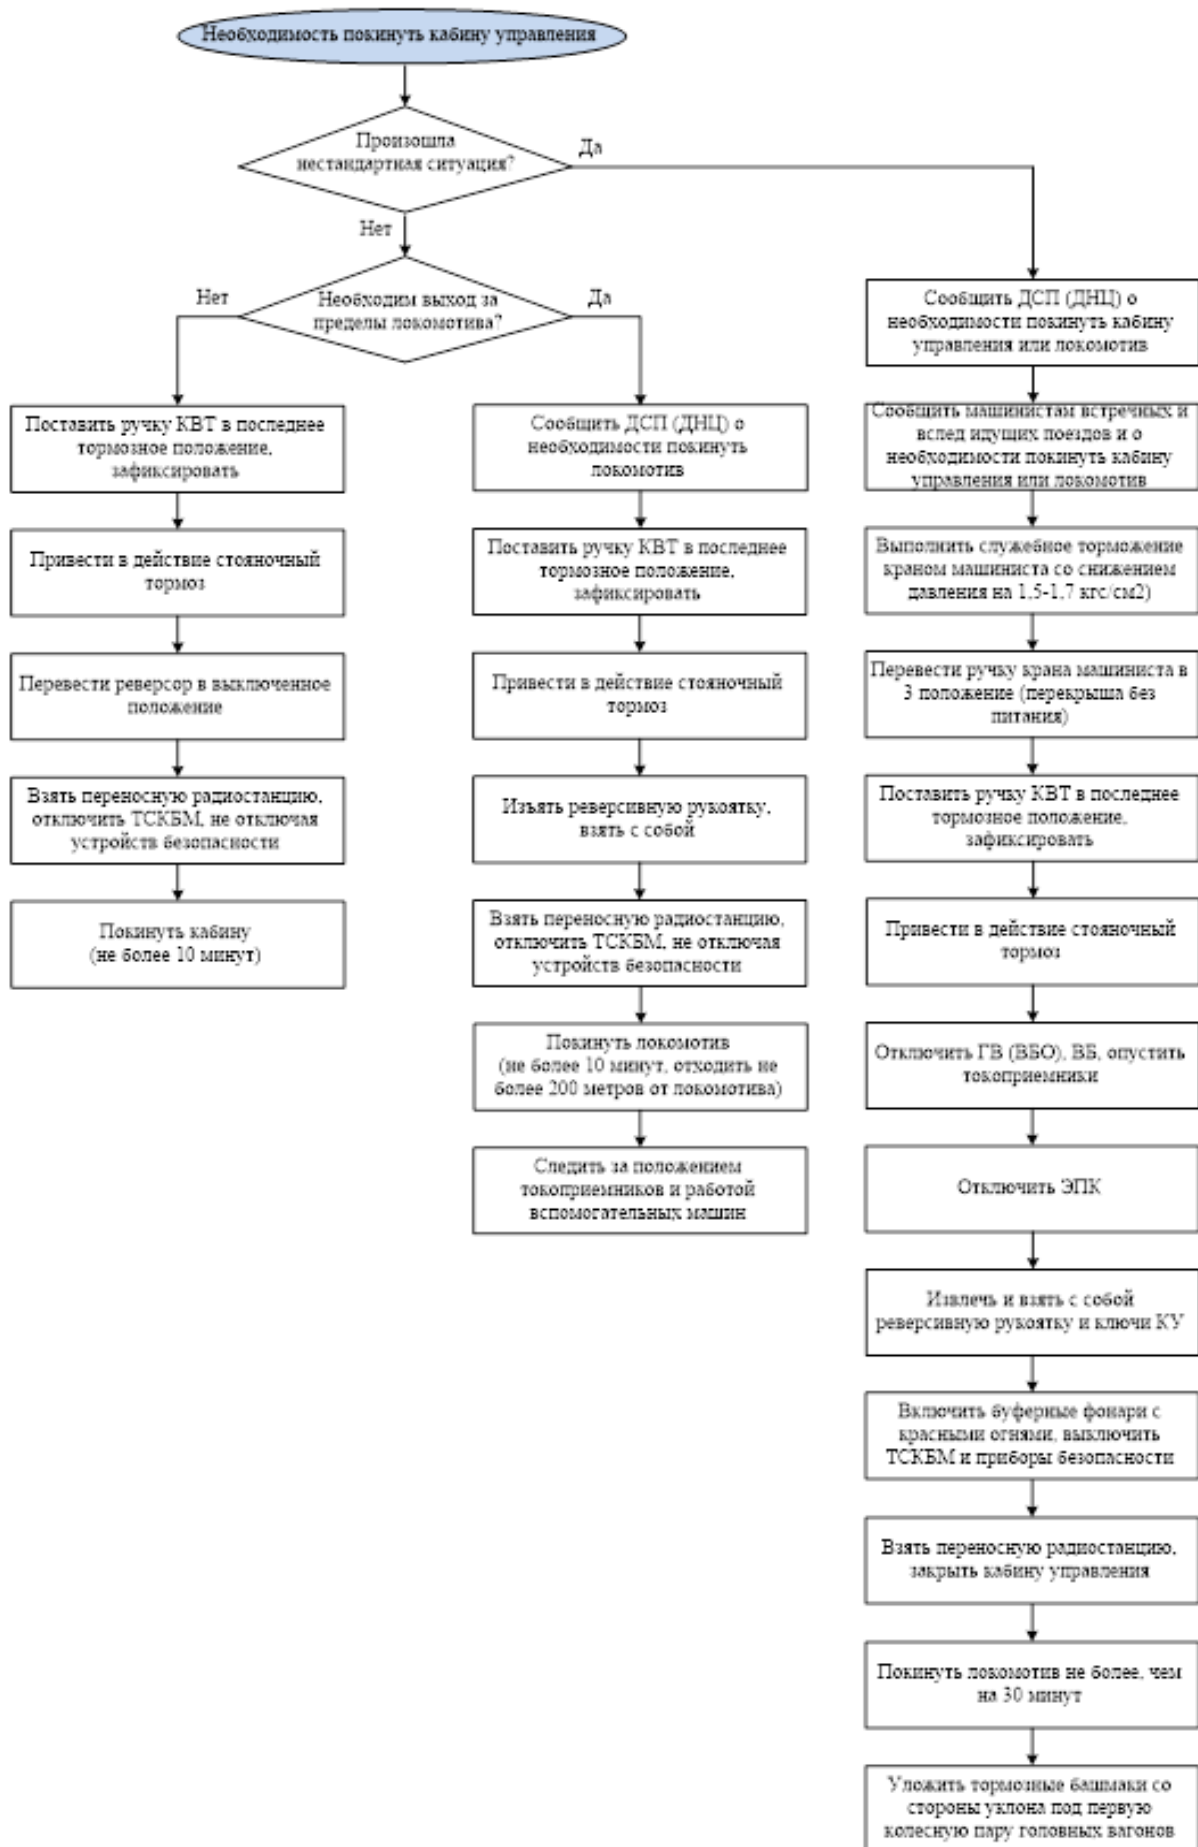 Необходимость покинуть кабину управления
Произошла
нестандартная ситуация?
Да
Нет
Необходим выход за
пределы локомотива?
Нет
Да
Поставить ручку КВТ в последнее
тормозное положение,
зафиксировать
Привести в действие стояночный
тормоз
Перевести реверсор в выключенное
положение
Взять переносную радиостанцию,
отключить ТСКБМ, не отключая
устройств безопасности
Покинуть кабину
(не более 10 минут)
Сообщить ДСП (ДНЦ) о
необходимости покинуть
локомотив
Поставить ручку КВТ в последнее
тормозное положение,
зафиксировать
Привести в действие стояночный
тормоз
Изъять реверсивную рукоятку,
взять с собой
Взять переносную радиостанцию,
отключить ТСКБМ, не отключая
устройств безопасности
Покинуть локомотив
(не более 10 минут, отходить не
более 200 метров от локомотива)
Следить за положением
токоприемников и работой
вспомогательных машин
Сообщить ДСП (ДНЦ) о
необходимости покинуть кабину
управления или локомотив
Сообщить машинистам встречных и
вслед идущих поездов и о
необходимости покинуть кабину
управления или локомотив
Выполнить служебное торможение
краном машиниста со снижением
давления на 1,5-1,7 кгс/см2)
Перевести ручку крана машиниста в
3 положение (перекрыша без
питания)
Поставить ручку КВТ в последнее
тормозное положение,
зафиксировать
Привести в действие стояночный
тормоз
Отключить ГВ (ВБО), ВБ, опустить
токоприемники
Отключить ЭПК
Извлечь и взять с собой
реверсивную рукоятку и ключи КУ
Включить буферные фонари с
красными огнями, выключить
ТСКБМ и приборы безопасности
Взять переносную радиостанцию,
закрыть кабину управления
Покинуть локомотив не более, чем
на 30 минут
Уложить тормозные башмаки со
стороны уклона под первую
колесную пару головных вагонов